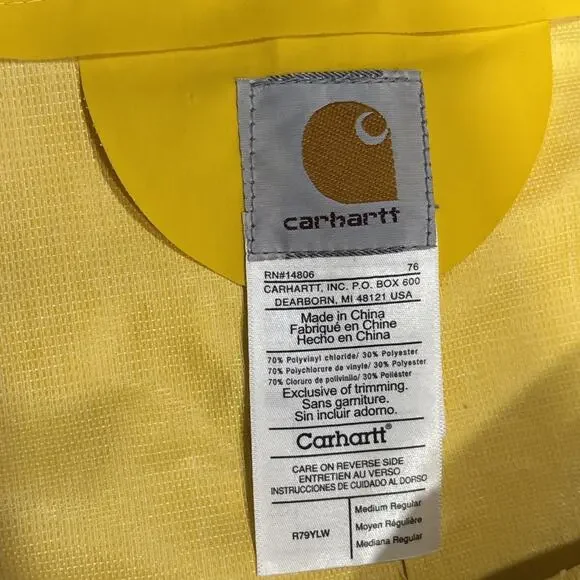 carhartt
RN#14806 76
CARHARTT, INC. P.O. BOX 600
DEARBORN, MI 48121 USA
Made in China
Fabriqué en Chine
Hecho en China
70% Polyvinyl chloride/ 30% Polyester
70% Polychlorure de vinyle/ 30% Polyester
70% Cloruro de polivinilo/ 30% Poliéster
Exclusive of trimming.
Sans garniture.
Sin incluir adorno.
Carhartt®
CARE ON REVERSE SIDE
ENTRETIEN AU VERSO
INSTRUCCIONES DE CUIDADO AL DORSO
R79YLW
Medium Regular
Moyen Régulière
Mediana Regular